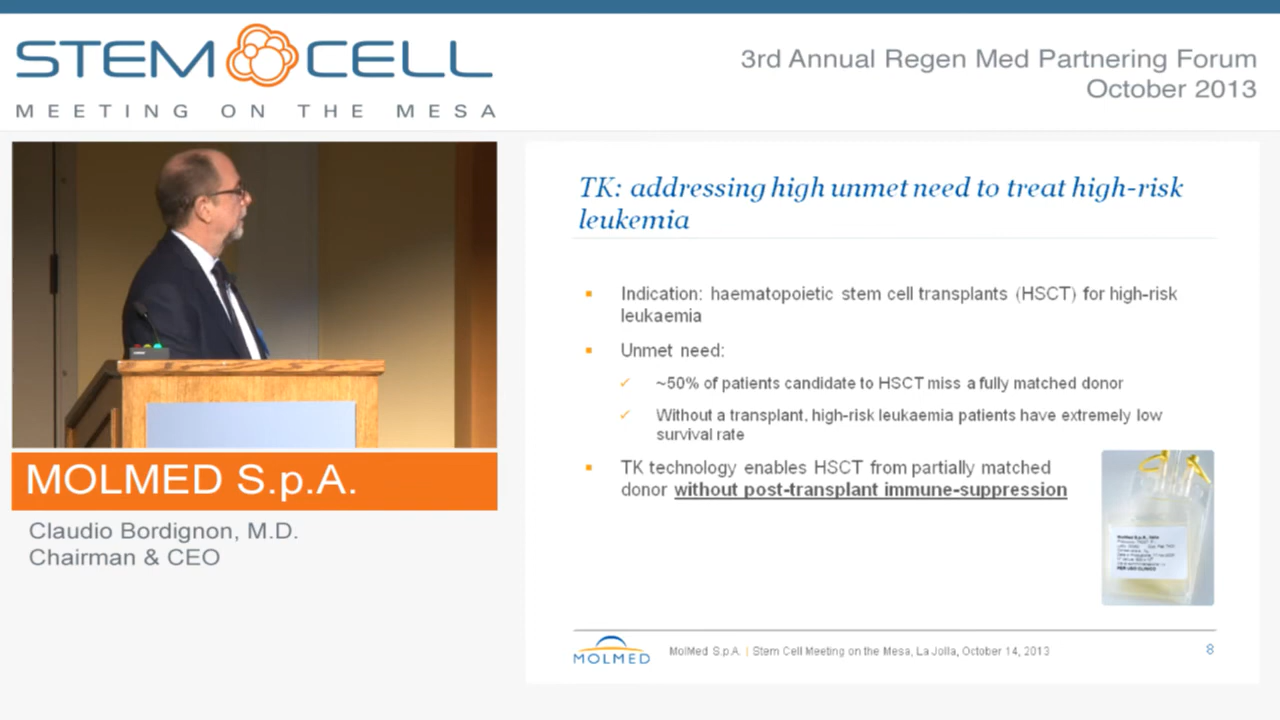 STEM CELL
MEETING ON THE MESA
3rd Annual Regen Med Partnering Forum
October 2013
TK: addressing high unmet need to treat high-risk
leukemia
Indication: haematopoietic stem cell transplants (HSCT) for high-risk
leukaemia
Unmet need:
~50% of patients candidate to HSCT miss a fully matched donor
Without a transplant, high-risk leukaemia patients have extremely low
survival rate
TK technology enables HSCT from partially matched
donor without post-transplant immune-suppression
MOLMED S.p.A.
Claudio Bordignon, M.D.
Chairman & CEO
PER USO CLINICO
MOLMED
MolMed S.p.A. | Stem Cell Meeting on the Mesa, La Jolla, October 14, 2013
8